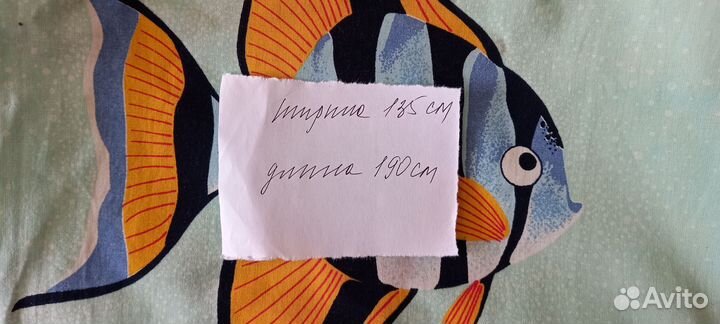 ширина 135 см
длина 190 см
Avito